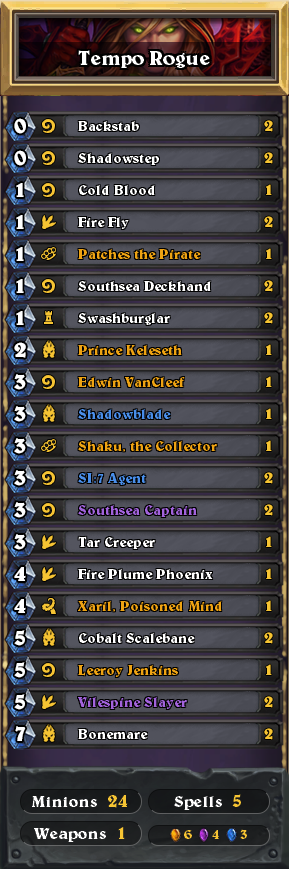 Tempo Rogue
0 Backstab 2
0 Shadowstep 2
1 Cold Blood 1
1 Fire Fly 2
1 Patches the Pirate 1
1 Southsea Deckhand 2
1 Swashburglar 2
2 Prince Keleseth 1
3 Edwin VanCleef 1
3 Shadowblade 1
3 Shaku, the Collector 1
3 SI:7 Agent 2
3 Southsea Captain 2
3 Tar Creeper 1
4 Fire Plume Phoenix 1
4 Xaril, Poisoned Mind 1
5 Cobalt Scalebane 2
5 Leeroy Jenkins 1
5 Vilespine Slayer 2
7 Bonemare 2
Minions 24 Spells 5
Weapons 1 6 4 3